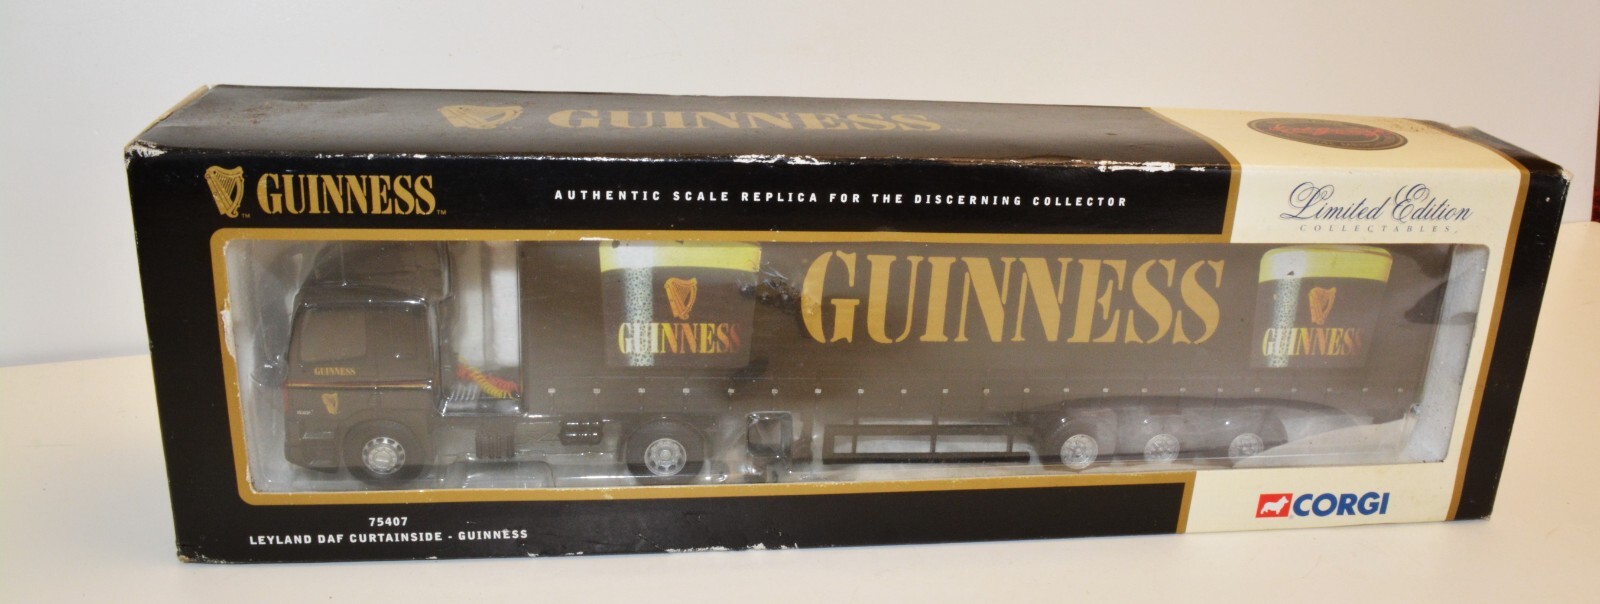 GUINNESS
GUINNESS™
AUTHENTIC SCALE REPLICA FOR THE DISCERNING COLLECTOR
Limited Edition
COLLECTABLES
GUINNESS
GUINNESS
GUINNESS
GUINNESS
75407
LEYLAND DAF CURTAINSIDE - GUINNESS
CORGI